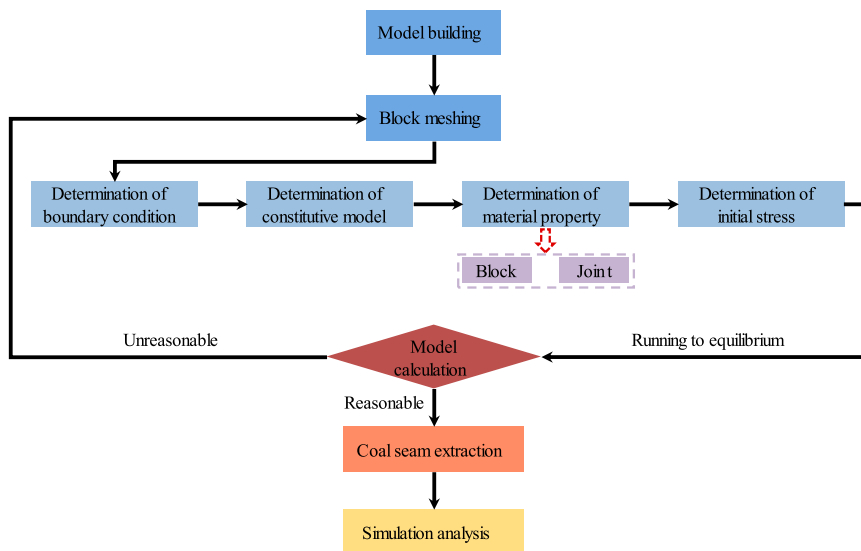 Model building
Block meshing
Determination of
boundary condition
Determination of
constitutive model
Determination of
material property
Determination of
initial stress
Block
Joint
Unreasonable
Model
calculation
Running to equilibrium
Reasonable
Coal seam extraction
Simulation analysis